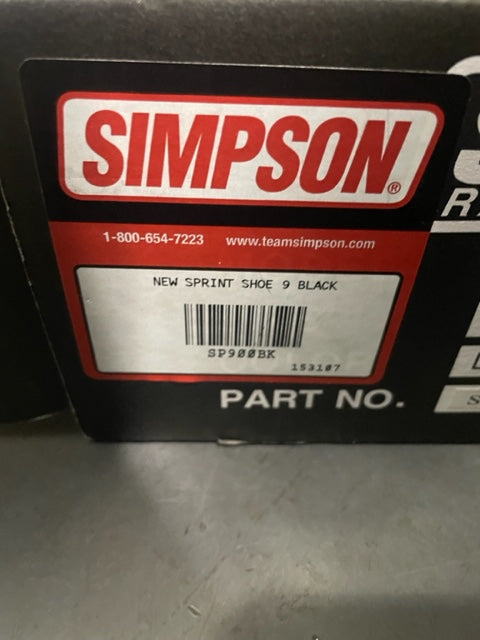 SIMPSON®
1-800-654-7223 www.teamsimpson.com
NEW SPRINT SHOE 9 BLACK
SP900BK
153107
PART NO.